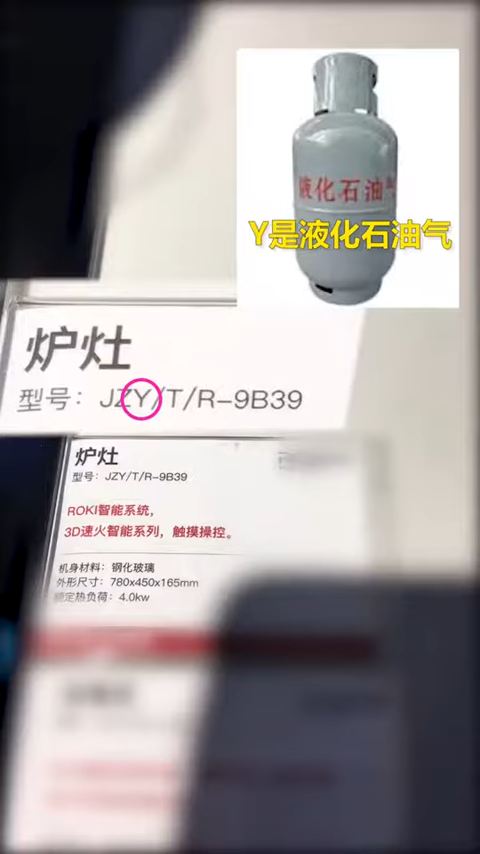 液化石油气
Y是液化石油气
炉灶
型号：JZY/T/R-9B39
炉灶
型号：JZY/T/R-9B39
ROKI智能系统，
3D速火智能系列，触摸操控。
机身材料：钢化玻璃
外形尺寸：780x450x165mm
额定热负荷：4.0kw